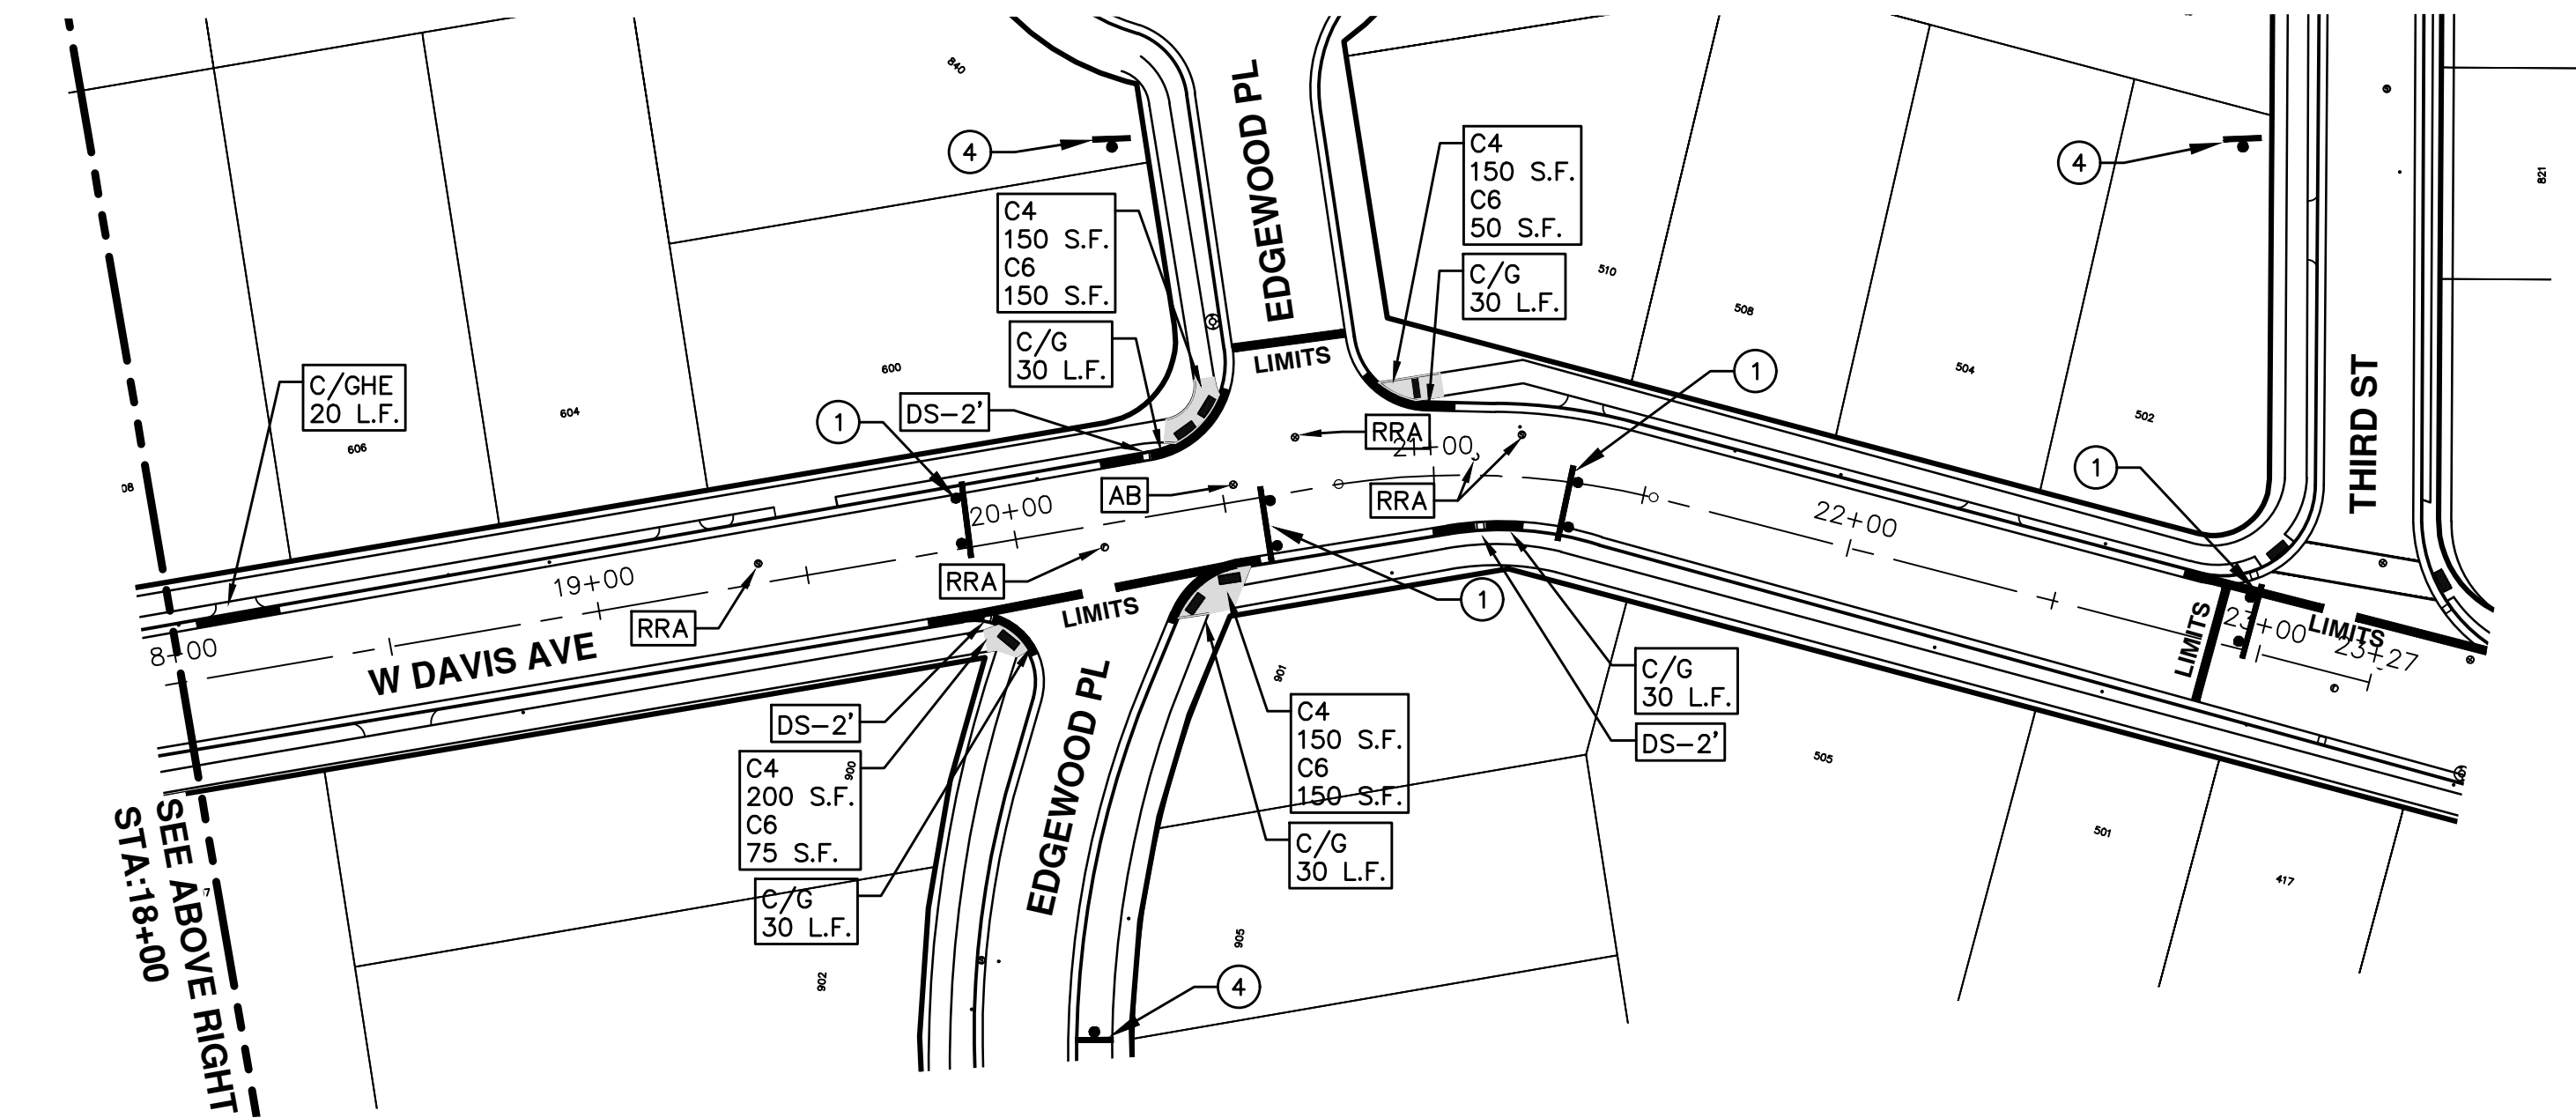 840
EDGEWOOD PL
4
C4
150 S.F.
C6
150 S.F.
C/G
30 L.F.
C4
150 S.F.
C6
50 S.F.
C/G
30 L.F.
510
508
504
502
4
821
THIRD ST
LIMITS
1
C/GHE
20 L.F.
606
604
600
08
1
DS-2'
RRA
21+00
RRA
AB
20+00
22+00
1
RRA
19+00
RRA
8+00
W DAVIS AVE
LIMITS
1
LIMITS
23+00
LIMITS
23+27
DS-2'
C4
200 S.F.
C6
75 S.F.
900
C/G
30 L.F.
EDGEWOOD PL
901
C4
150 S.F.
C6
150 S.F.
C/G
30 L.F.
C/G
30 L.F.
DS-2'
505
501
417
SEE ABOVE RIGHT
STA:18+00
7
902
905
4